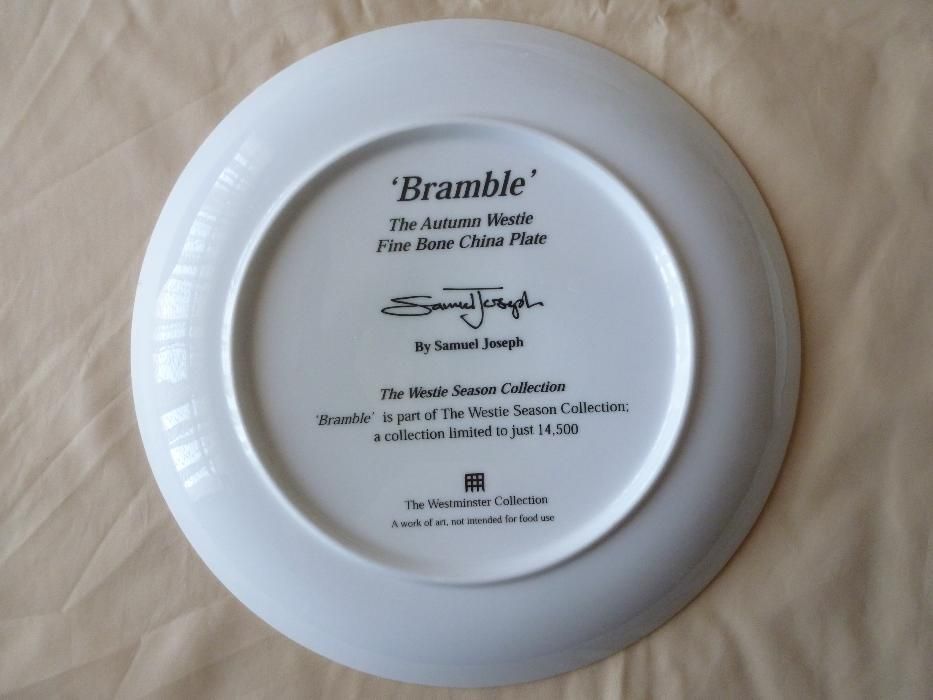 ‘Bramble’
The Autumn Westie
Fine Bone China Plate
Samuel Joseph
By Samuel Joseph
The Westie Season Collection
‘Bramble’ is part of The Westie Season Collection;
a collection limited to just 14,500
The Westminster Collection
A work of art, not intended for food use